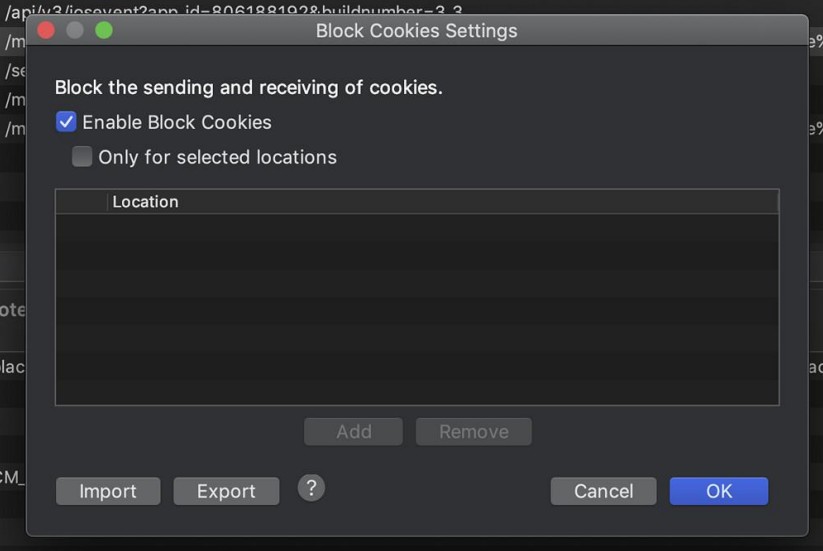 /api/v3/iosevent?app_id=806188192&buildnumber=3.3
Block Cookies Settings
/m
e%
/se
Block the sending and receiving of cookies.
/m
Enable Block Cookies
/m
e%
Only for selected locations
Location
ote
lac
ac
Add
Remove
CM_
Import
Export
?
Cancel
OK